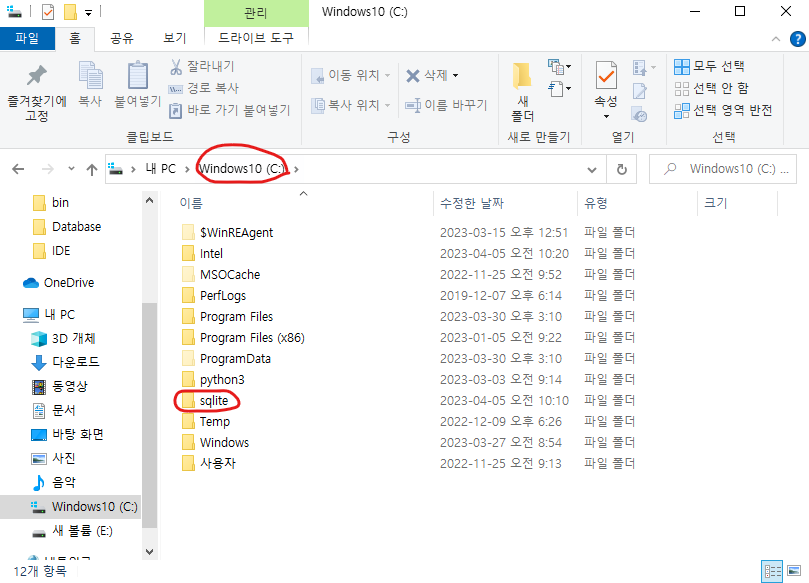 관리
Windows10 (C:)
파일
홈
공유
보기
드라이브 도구
즐겨찾기에
고정
복사
붙여넣기
잘라내기
경로 복사
바로 가기 붙여넣기
클립보드
이동 위치
복사 위치
삭제
이름 바꾸기
구성
새
폴더
새로 만들기
속성
열기
모두 선택
선택 안 함
선택 영역 반전
선택
내 PC
Windows10 (C:)
Windows10 (C:) ...
bin
Database
IDE
OneDrive
내 PC
3D 개체
다운로드
동영상
문서
바탕 화면
사진
음악
Windows10 (C:)
새 볼륨 (E:)
이름 수정한 날짜 유형 크기
$WinREAgent 2023-03-15 오후 12:51 파일 폴더
Intel 2023-04-05 오전 10:20 파일 폴더
MSOCache 2022-11-25 오전 9:52 파일 폴더
PerfLogs 2019-12-07 오후 6:14 파일 폴더
Program Files 2023-03-30 오후 3:10 파일 폴더
Program Files (x86) 2023-01-05 오전 9:22 파일 폴더
ProgramData 2023-03-30 오후 3:10 파일 폴더
python3 2023-03-03 오전 9:14 파일 폴더
sqlite 2023-04-05 오전 10:10 파일 폴더
Temp 2022-12-09 오후 6:26 파일 폴더
Windows 2023-03-27 오전 8:54 파일 폴더
사용자 2022-11-25 오전 9:13 파일 폴더
12개 항목